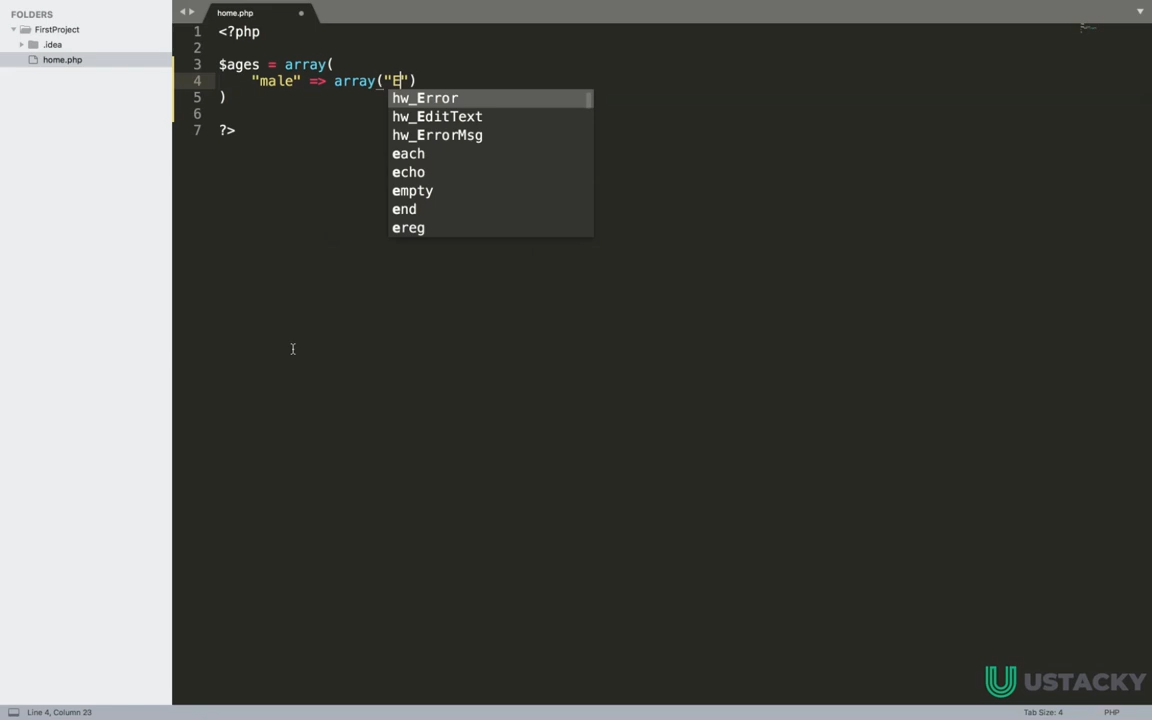 FOLDERS
FirstProject
.idea
home.php
home.php
1 <?php
2
3 $ages = array(
4 "male" => array("E")
5 )
6
7 ?>
hw_Error
hw_EditText
hw_ErrorMsg
each
echo
empty
end
ereg
USTACKY
Line 4, Column 23
Tab Size: 4
PHP